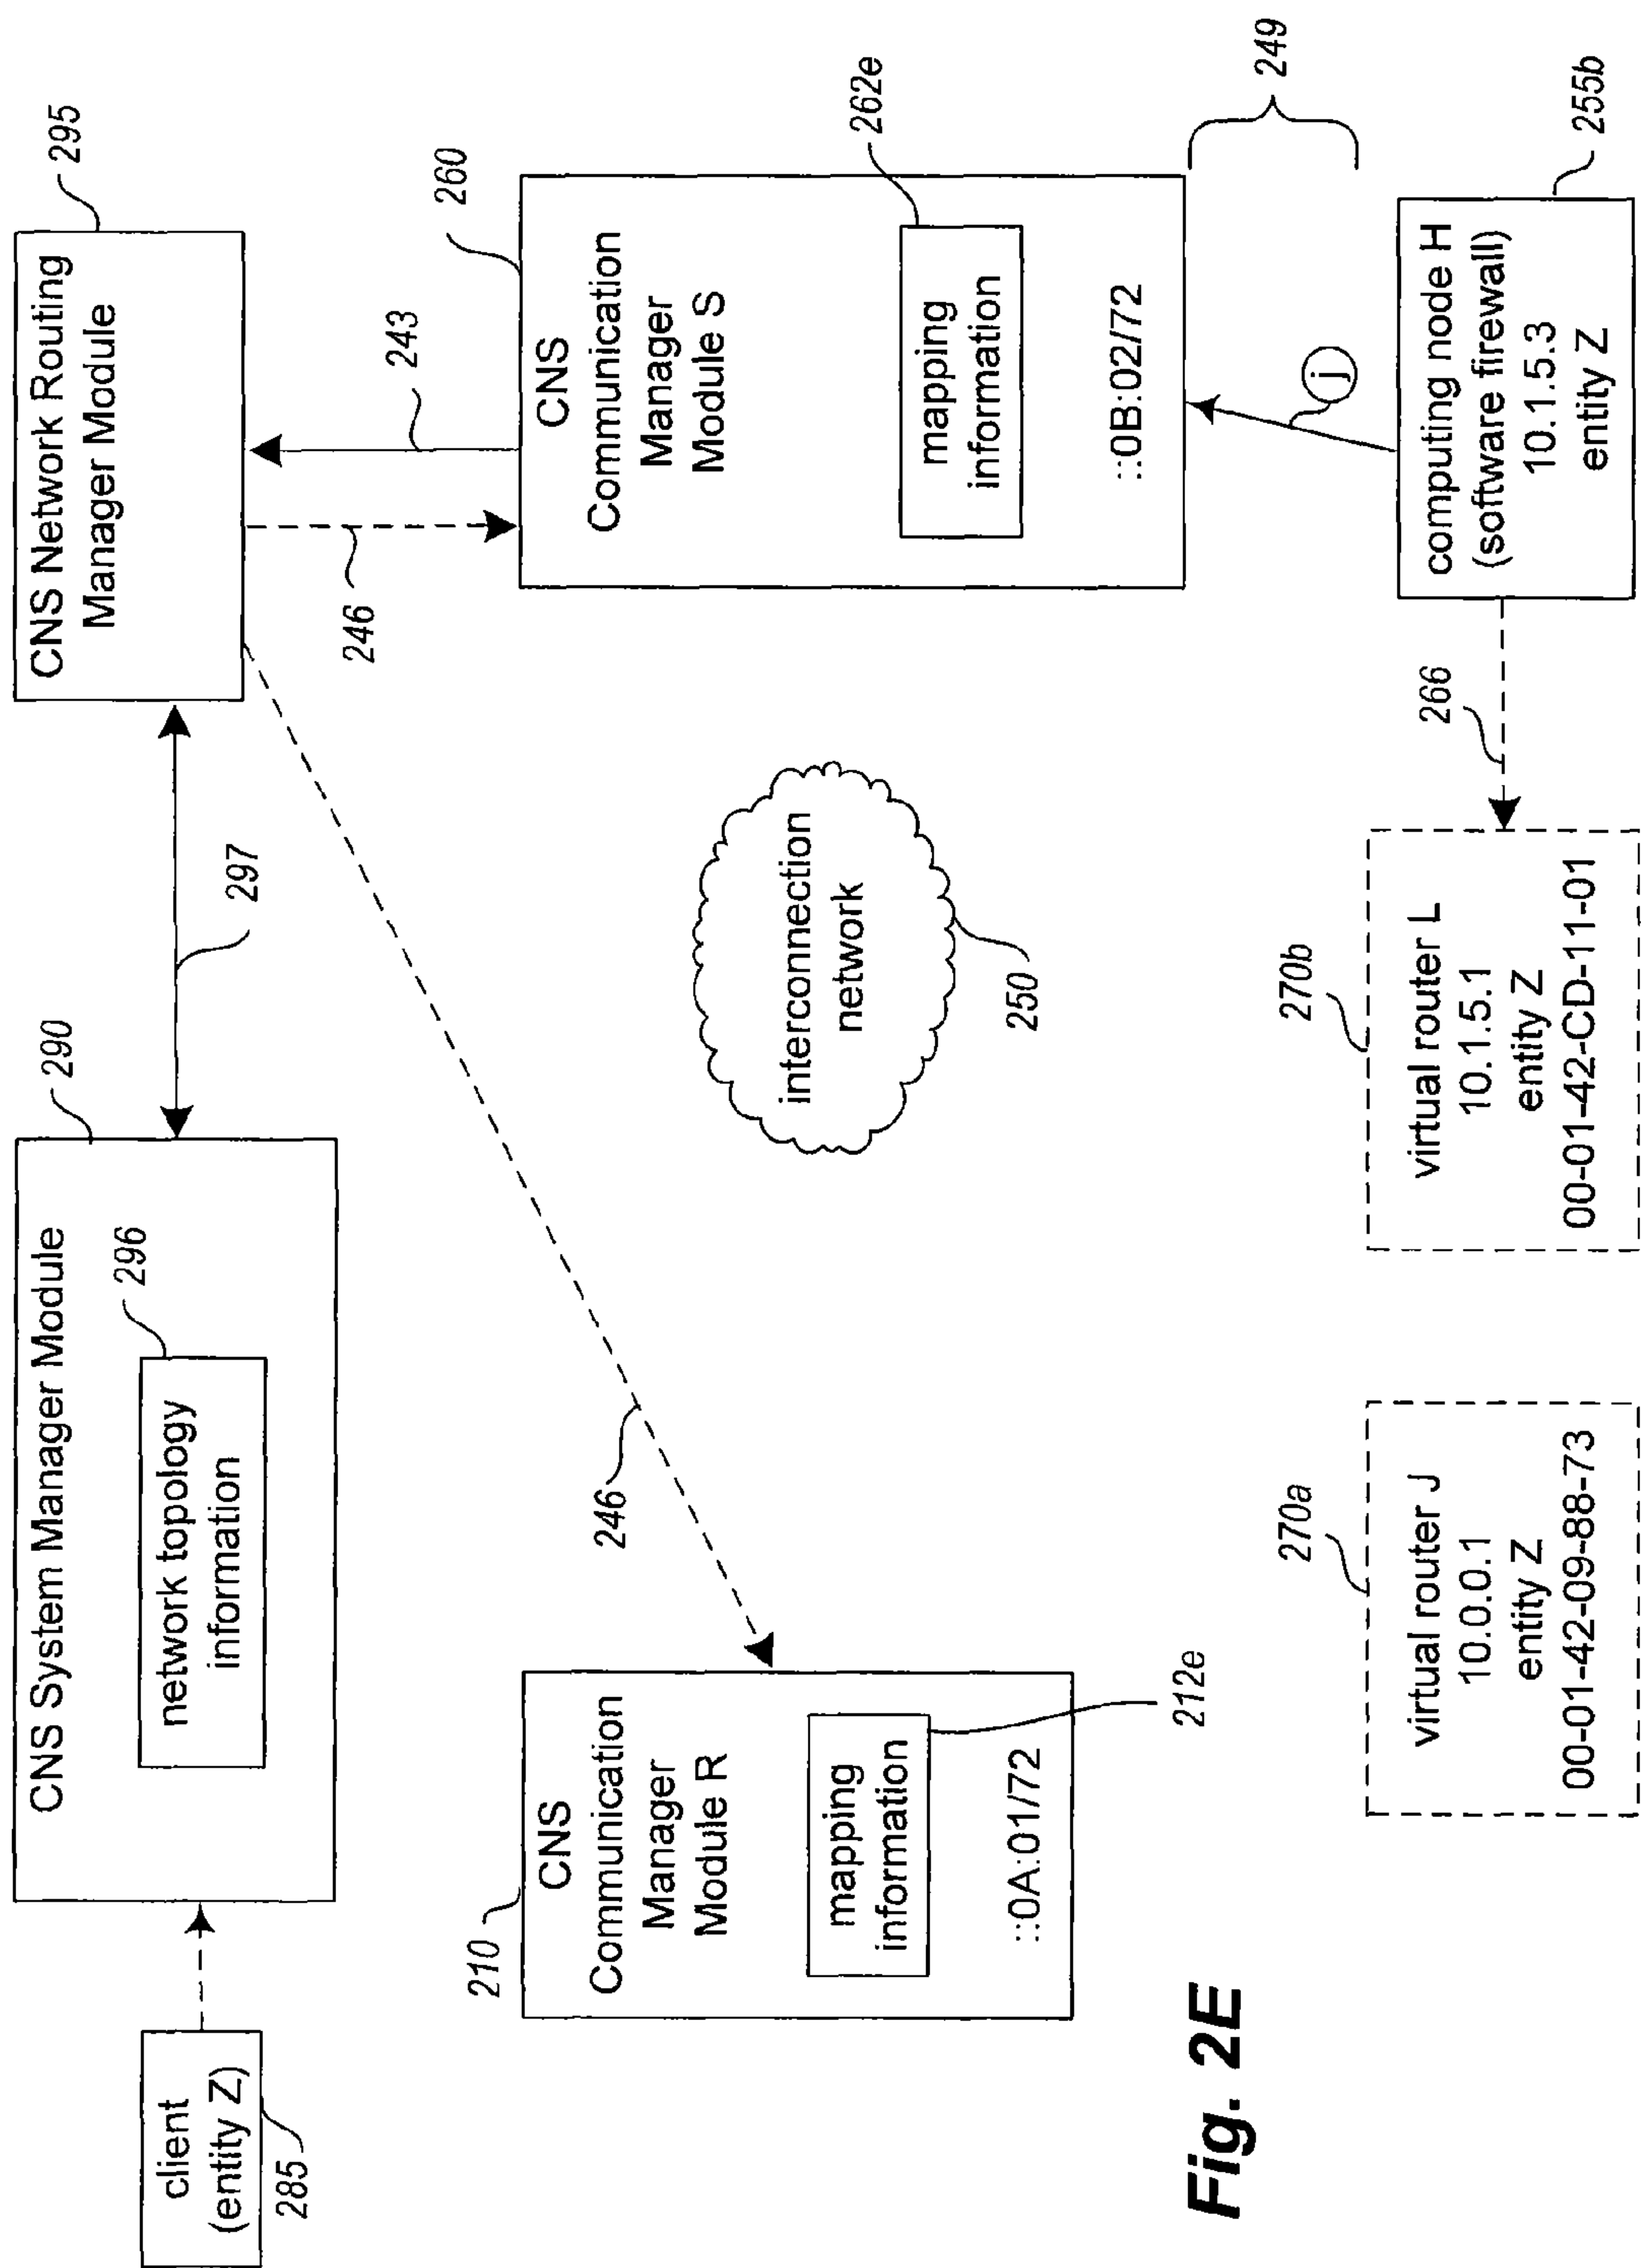 client
(entity Z)
285
CNS System Manager Module
290
network topology
information
296
297
CNS Network Routing
Manager Module
295
210
CNS
Communication
Manager
Module R
mapping
information
212e
::0A:01/72
246
246
243
260
CNS
Communication
Manager
Module S
mapping
information
262e
::0B:02/72
interconnection
network
250
249
j
270a
virtual router J
10.0.0.1
entity Z
00-01-42-09-88-73
270b
virtual router L
10.1.5.1
entity Z
00-01-42-CD-11-01
266
computing node H
(software firewall)
10.1.5.3
entity Z
255b
Fig. 2E